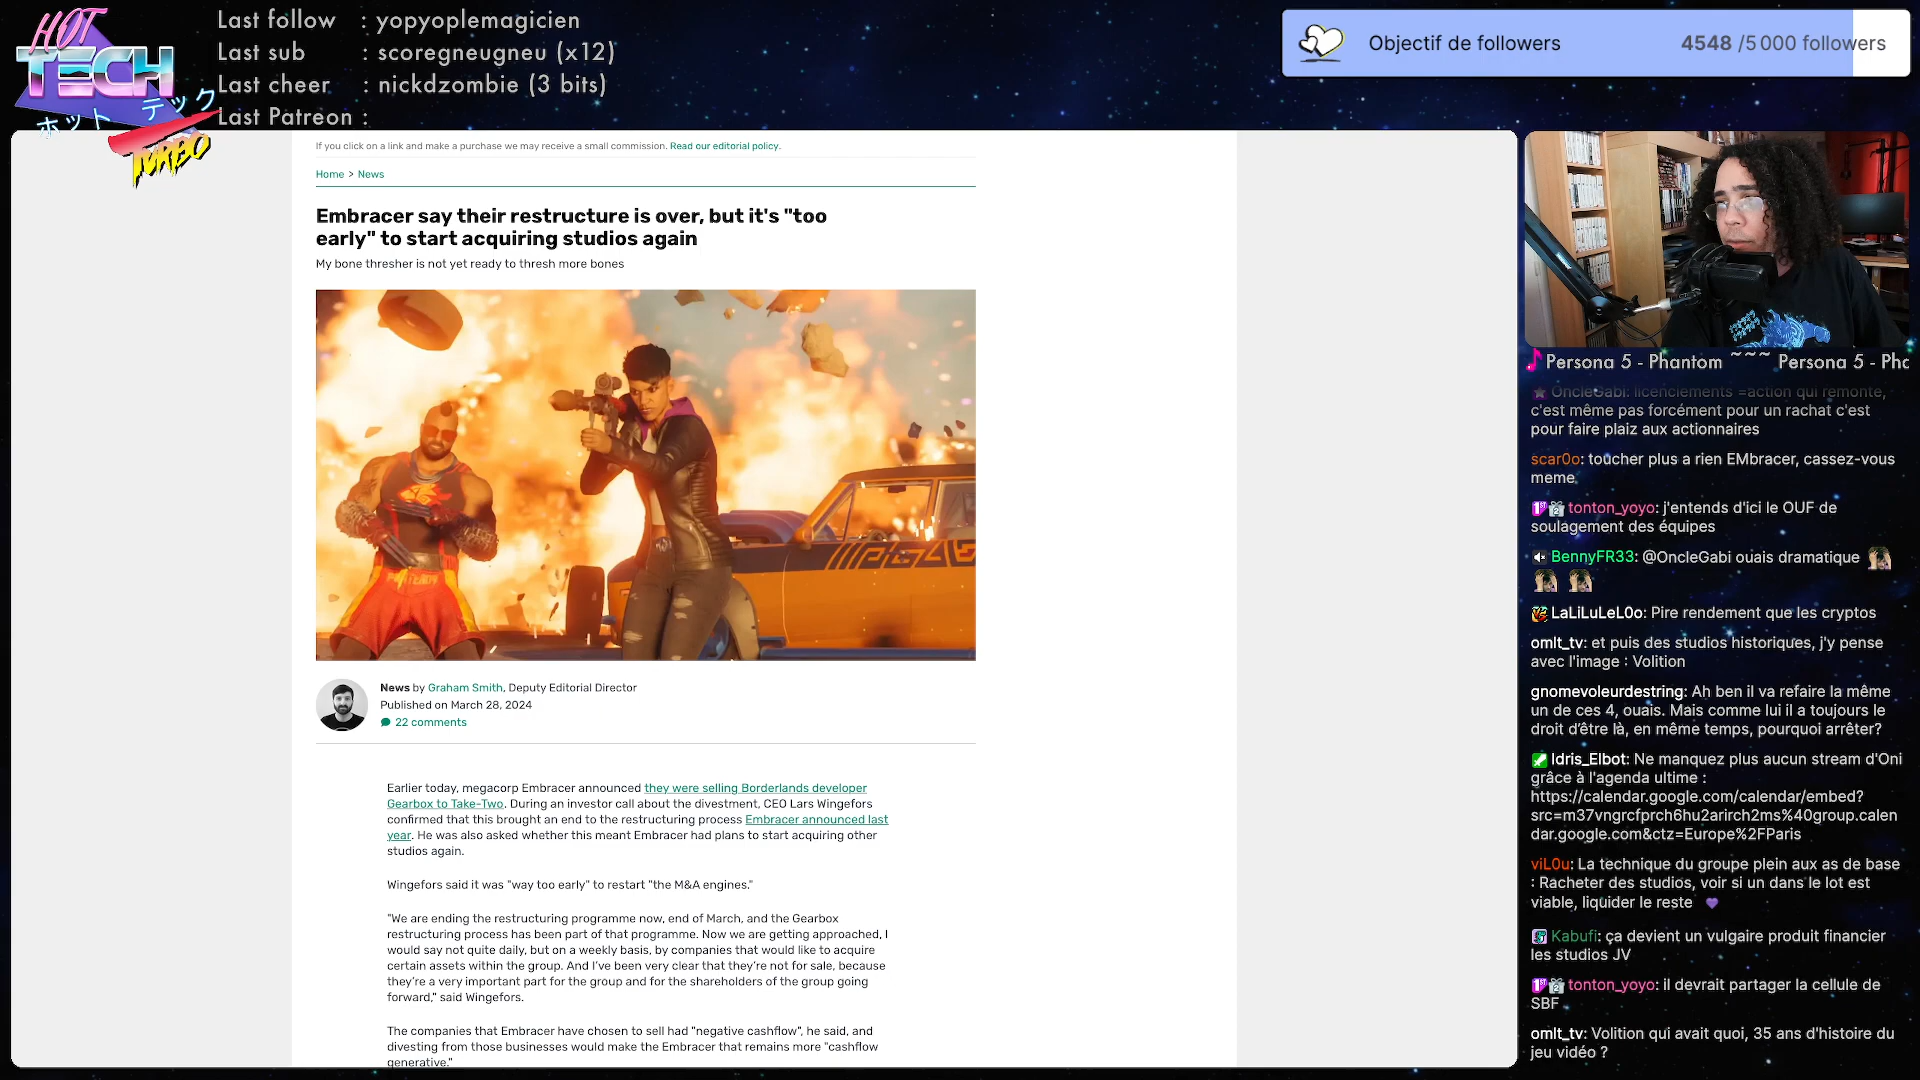 HOT
TECH
ホット テック
TURBO
Last follow : yopyoplemagicien
Last sub : scoregneugneu (x12)
Last cheer : nickdzombie (3 bits)
Last Patreon :
Objectif de followers 4548 /5 000 followers
If you click on a link and make a purchase we may receive a small commission. Read our editorial policy.
Home > News
Embracer say their restructure is over, but it's "too
early" to start acquiring studios again
My bone thresher is not yet ready to thresh more bones
News by Graham Smith, Deputy Editorial Director
Published on March 28, 2024
22 comments
Earlier today, megacorp Embracer announced they were selling Borderlands developer
Gearbox to Take-Two. During an investor call about the divestment, CEO Lars Wingefors
confirmed that this brought an end to the restructuring process Embracer announced last
year. He was also asked whether this meant Embracer had plans to start acquiring other
studios again.
Wingefors said it was "way too early" to restart "the M&A engines."
"We are ending the restructuring programme now, end of March, and the Gearbox
restructuring process has been part of that programme. Now we are getting approached, I
would say not quite daily, but on a weekly basis, by companies that would like to acquire
certain assets within the group. And I've been very clear that they're not for sale, because
they're a very important part for the group and for the shareholders of the group going
forward," said Wingefors.
The companies that Embracer have chosen to sell had "negative cashflow", he said, and
divesting from those businesses would make the Embracer that remains more "cashflow
generative."
Persona 5 - Phantom ~~~ Persona 5 - Pha
OncleGabi: licenciements =action qui remonte,
c'est même pas forcément pour un rachat c'est
pour faire plaiz aux actionnaires
scar0o: toucher plus a rien EMbracer, cassez-vous
meme
tonton_yoyo: j'entends d'ici le OUF de
soulagement des équipes
BennyFR33: @OncleGabi ouais dramatique
LaLiLuLeL0o: Pire rendement que les cryptos
omlt_tv: et puis des studios historiques, j'y pense
avec l'image : Volition
gnomevoleurdestring: Ah ben il va refaire la même
un de ces 4, ouais. Mais comme lui il a toujours le
droit d'être là, en même temps, pourquoi arrêter?
Idris_Elbot: Ne manquez plus aucun stream d'Oni
grâce à l'agenda ultime :
https://calendar.google.com/calendar/embed?
src=m37vngrcfprch6hu2arirch2ms%40group.calen
dar.google.com&ctz=Europe%2FParis
viL0u: La technique du groupe plein aux as de base
: Racheter des studios, voir si un dans le lot est
viable, liquider le reste
Kabufi: ça devient un vulgaire produit financier
les studios JV
tonton_yoyo: il devrait partager la cellule de
SBF
omlt_tv: Volition qui avait quoi, 35 ans d'histoire du
jeu vidéo ?